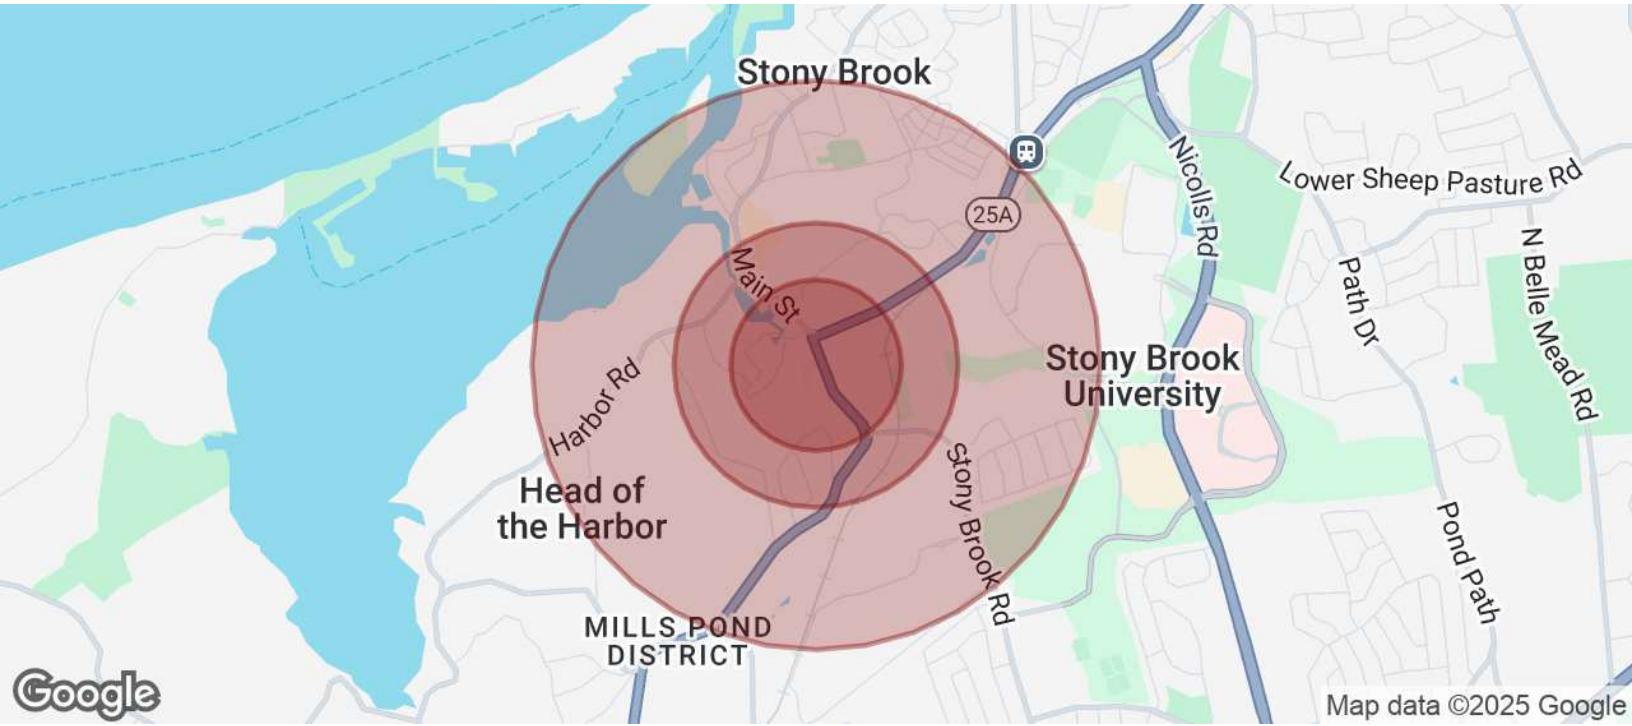 Stony Brook
Nicolls Rd
Lower Sheep Pasture Rd
25A
N Belle Mead Rd
Main St
Path Dr
Stony Brook
University
Harbor Rd
Stony Brook Rd
Head of
the Harbor
Pond Path
MILLS POND
DISTRICT
Google
Map data ©2025 Google